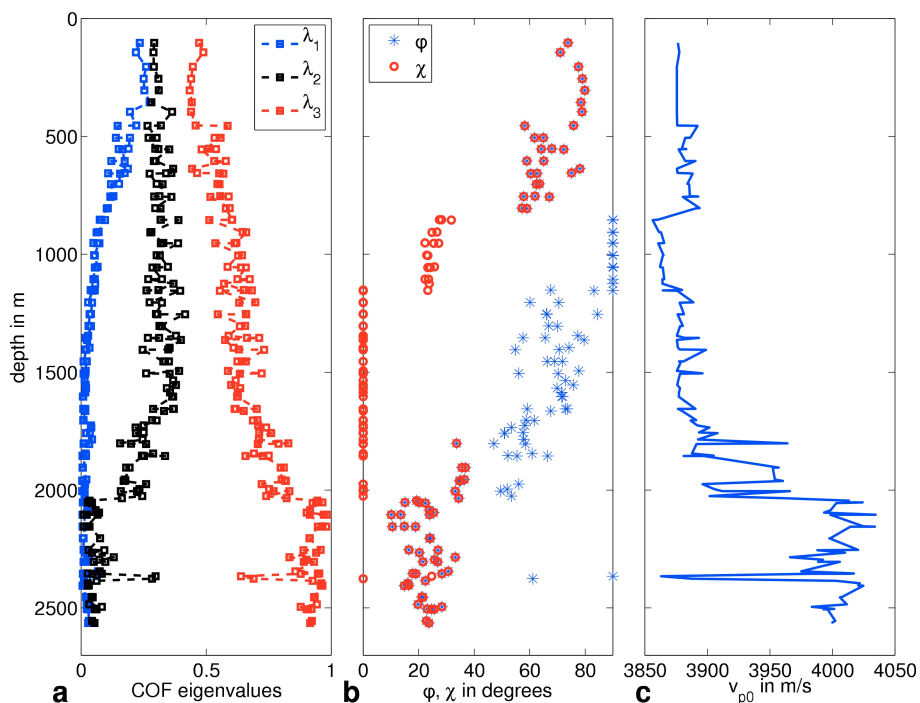 0
500
1000
1500
2000
2500
depth in m
λ1
λ2
λ3
0
0.5
1
a
COF eigenvalues
φ
χ
0
20
40
60
80
b
φ, χ in degrees
3850
3900
3950
4000
4050
c
vp0 in m/s